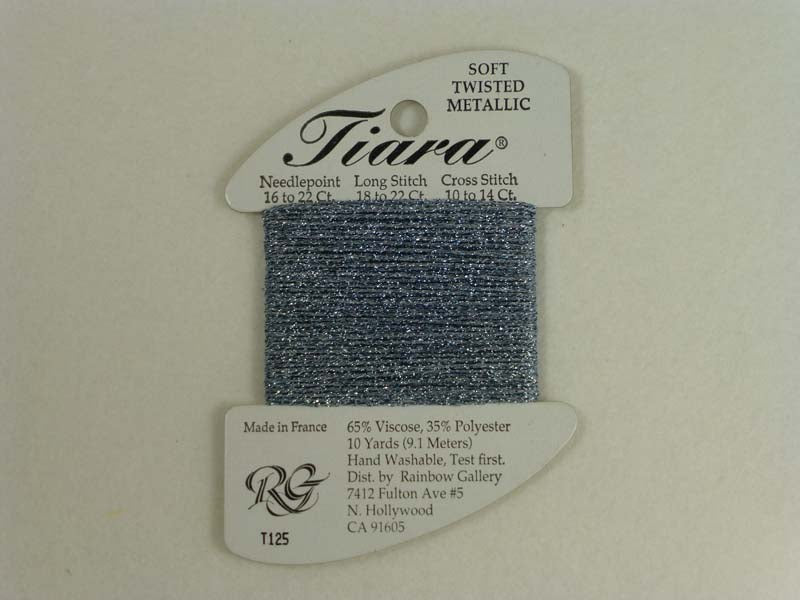 SOFT
TWISTED
METALLIC
Tiara®
Needlepoint Long Stitch Cross Stitch
16 to 22 Ct. 18 to 22 Ct. 10 to 14 Ct.
Made in France
65% Viscose, 35% Polyester
10 Yards (9.1 Meters)
Hand Washable, Test first.
Dist. by Rainbow Gallery
7412 Fulton Ave #5
N. Hollywood
CA 91605
RG
T125